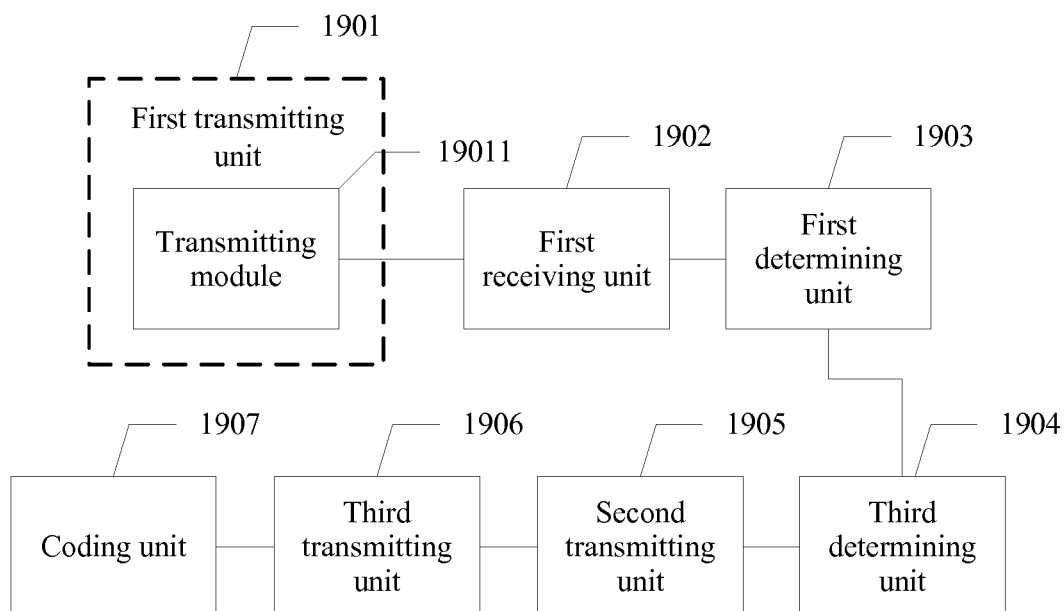 1901
First transmitting
unit
19011
1902
1903
Transmitting
module
First
receiving unit
First
determining
unit
1907
1906
1905
1904
Coding unit
Third
transmitting
unit
Second
transmitting
unit
Third
determining
unit